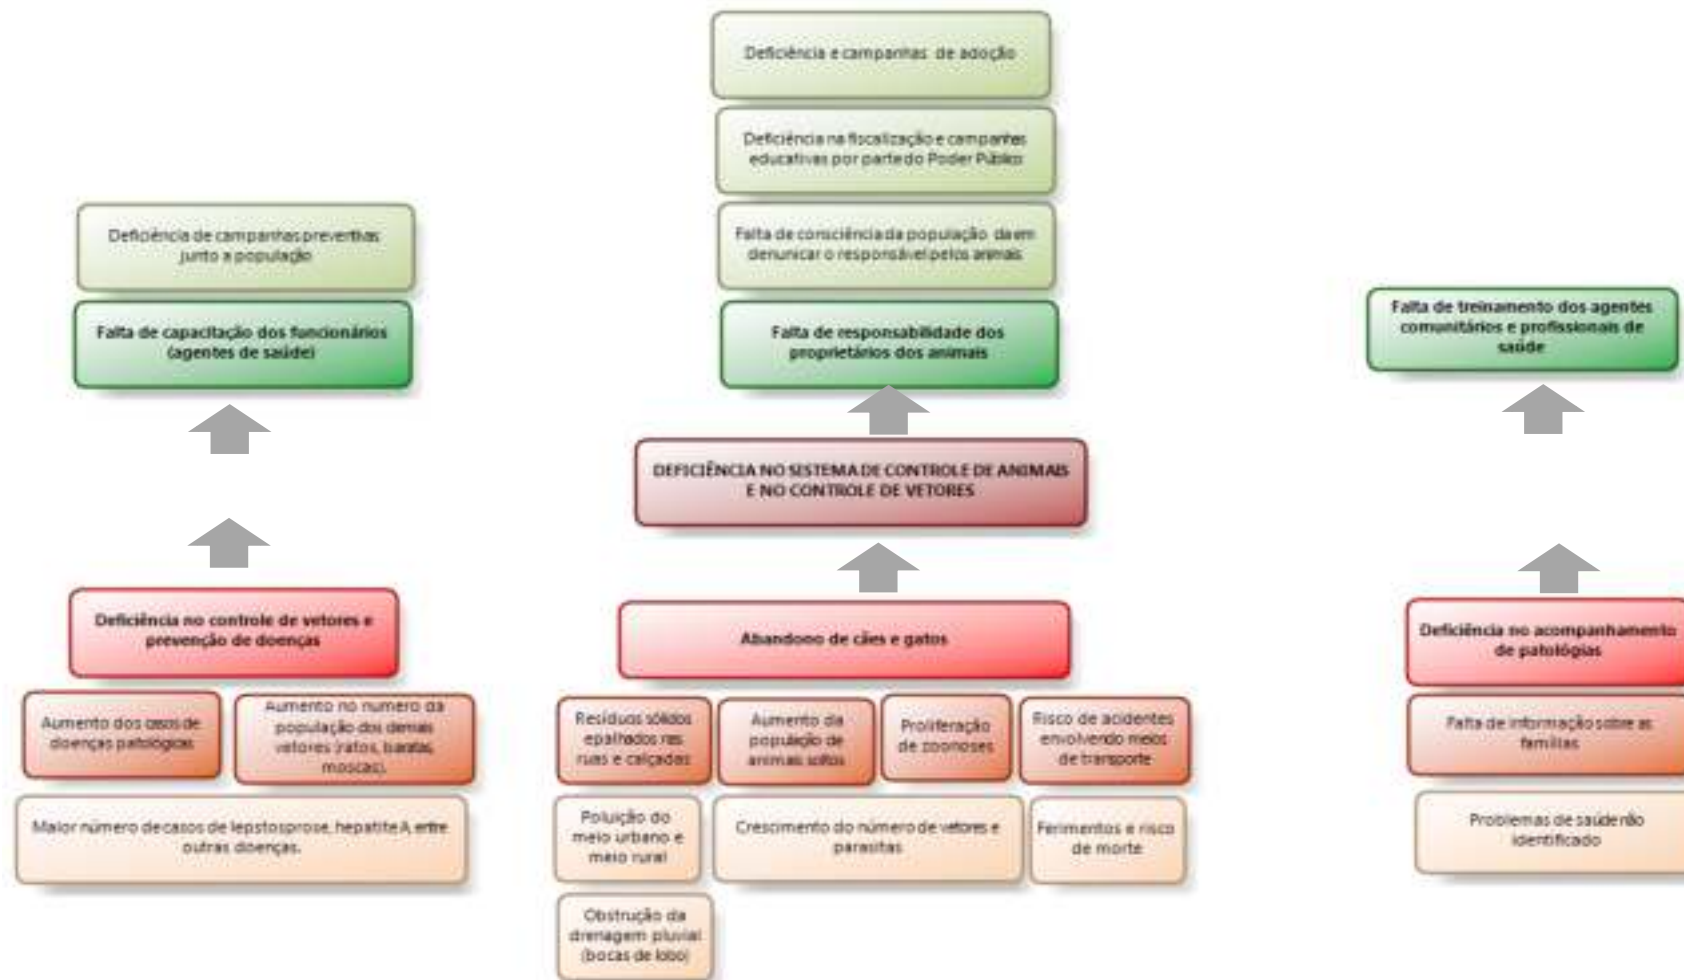 Deficiência e campanhas de adoção
Deficiência na fiscalização e campanhas
educativas por parte do Poder Público
Falta de consciência da população da em
denunicar o responsável pelos animais
Deficiência de campanhas preventivas
junto a população
Falta de capacitação dos funcionários
(agentes de saúde)
Falta de responsabilidade dos
proprietários dos animais
Falta de treinamento dos agentes
comunitários e profissionais de
saúde
DEFICIÊNCIA NO SISTEMA DE CONTROLE DE ANIMAIS
E NO CONTROLE DE VETORES
Deficiência no controle de vetores e
prevenção de doenças
Abandono de cães e gatos
Deficiência no acompanhamento
de patológias
Aumento dos casos de
doenças patológicas
Aumento no numero da
população dos demais
vetores (ratos, baratas,
moscas).
Resíduos sólidos
epalhados nas
ruas e calçadas
Aumento da
população de
animais soltos
Proliferação
de zoonoses
Risco de acidentes
envolvendo meios
de transporte
Falta de informação sobre as
famílias
Maior número de casos de lepstosprose, hepatite A, entre
outras doenças.
Poluição do
meio urbano e
meio rural
Crescimento do número de vetores e
parasitas
Ferimentos e risco
de morte
Problemas de saúde não
identificado
Obstrução da
drenagem pluvial
(bocas de lobo)